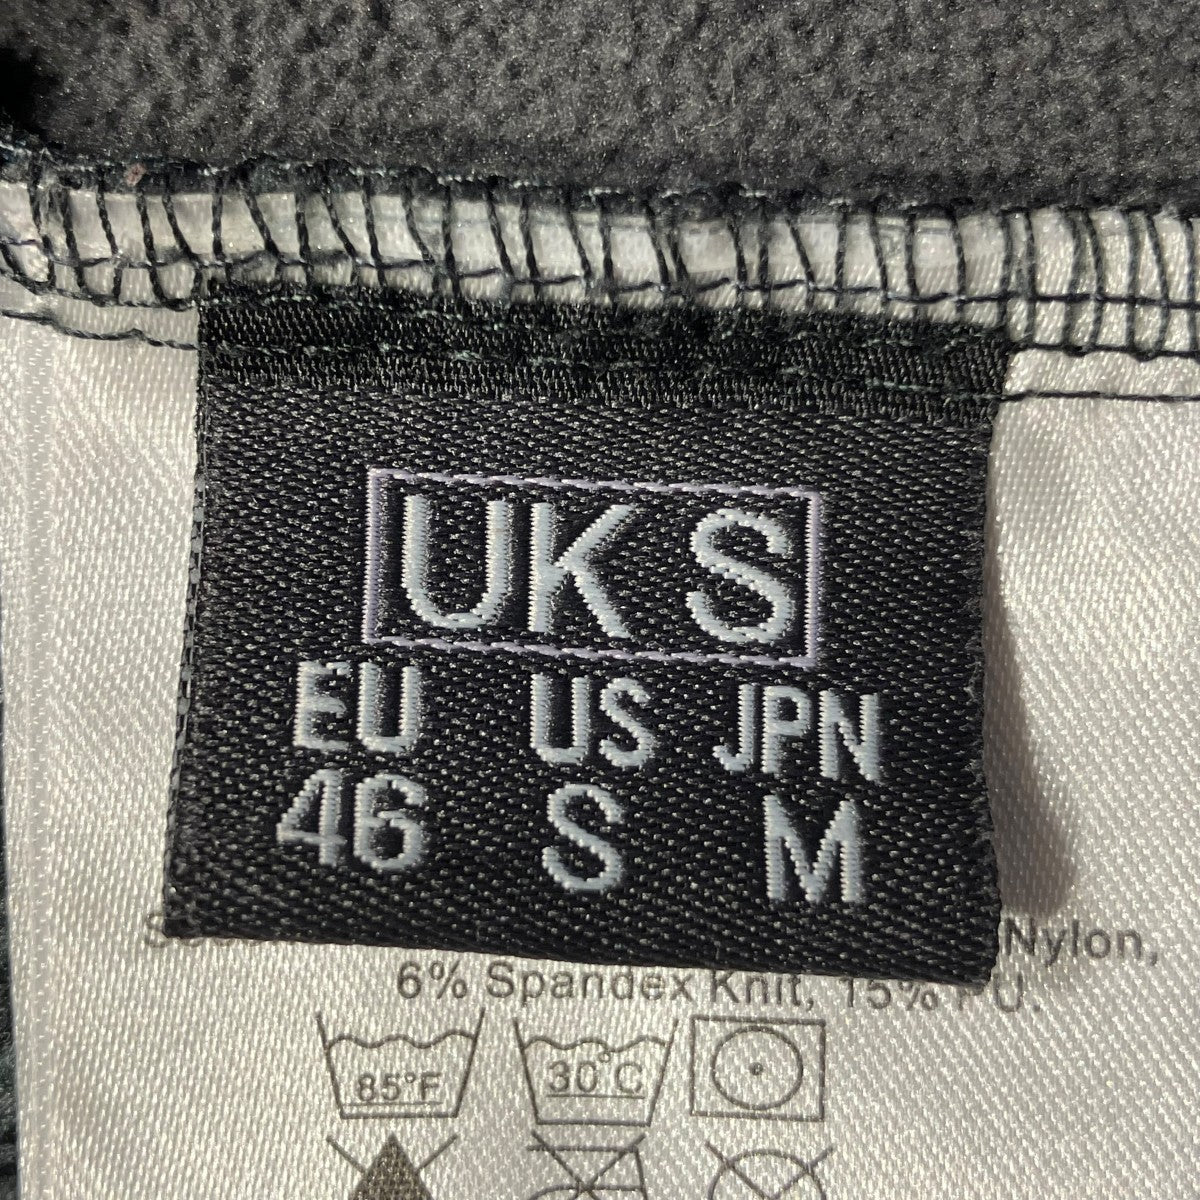 UK S
EU US JPN
46 S M
Nylon,
6% Spandex Knit, 15% PU.
85°F 30°C